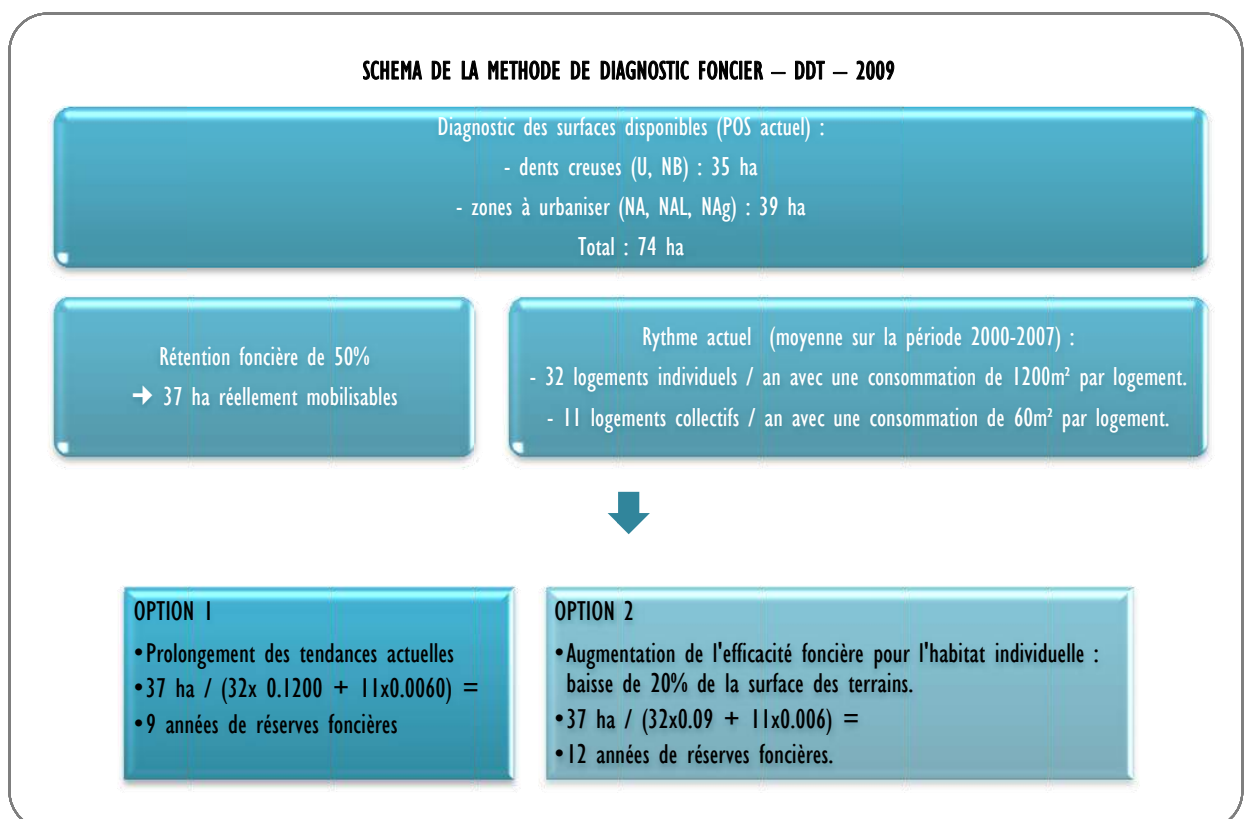 SCHEMA DE LA METHODE DE DIAGNOSTIC FONCIER – DDT – 2009
Diagnostic des surfaces disponibles (POS actuel) :
- dents creuses (U, NB) : 35 ha
- zones à urbaniser (NA, NAL, NAg) : 39 ha
Total : 74 ha
Rétention foncière de 50%
➔ 37 ha réellement mobilisables
Rythme actuel (moyenne sur la période 2000-2007) :
- 32 logements individuels / an avec une consommation de 1200m² par logement.
- 11 logements collectifs / an avec une consommation de 60m² par logement.
OPTION 1
•Prolongement des tendances actuelles
•37 ha / (32x 0.1200 + 11x0.0060) =
•9 années de réserves foncières
OPTION 2
•Augmentation de l'efficacité foncière pour l'habitat individuelle :
baisse de 20% de la surface des terrains.
•37 ha / (32x0.09 + 11x0.006) =
•12 années de réserves foncières.